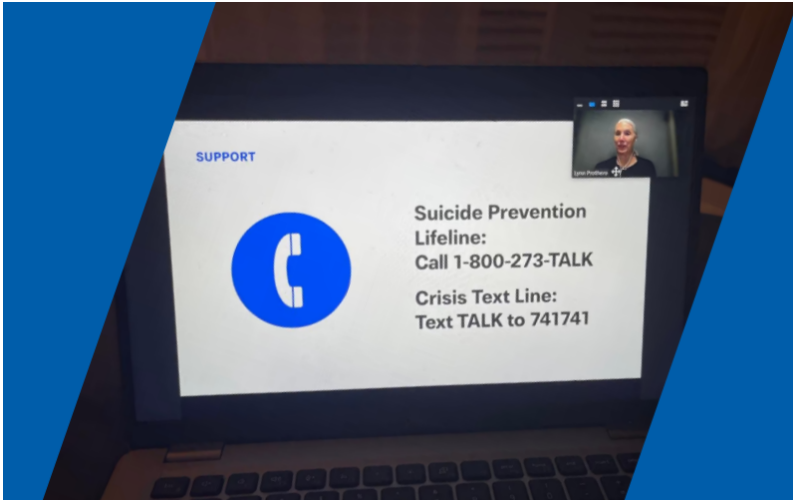 SUPPORT
Suicide Prevention
Lifeline:
Call 1-800-273-TALK
Crisis Text Line:
Text TALK to 741741